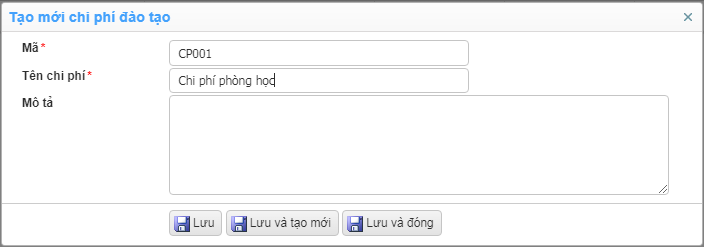 Tạo mới chi phí đào tạo
Mã *
CP001
Tên chi phí *
Chi phí phòng học
Mô tả
Lưu Lưu và tạo mới Lưu và đóng